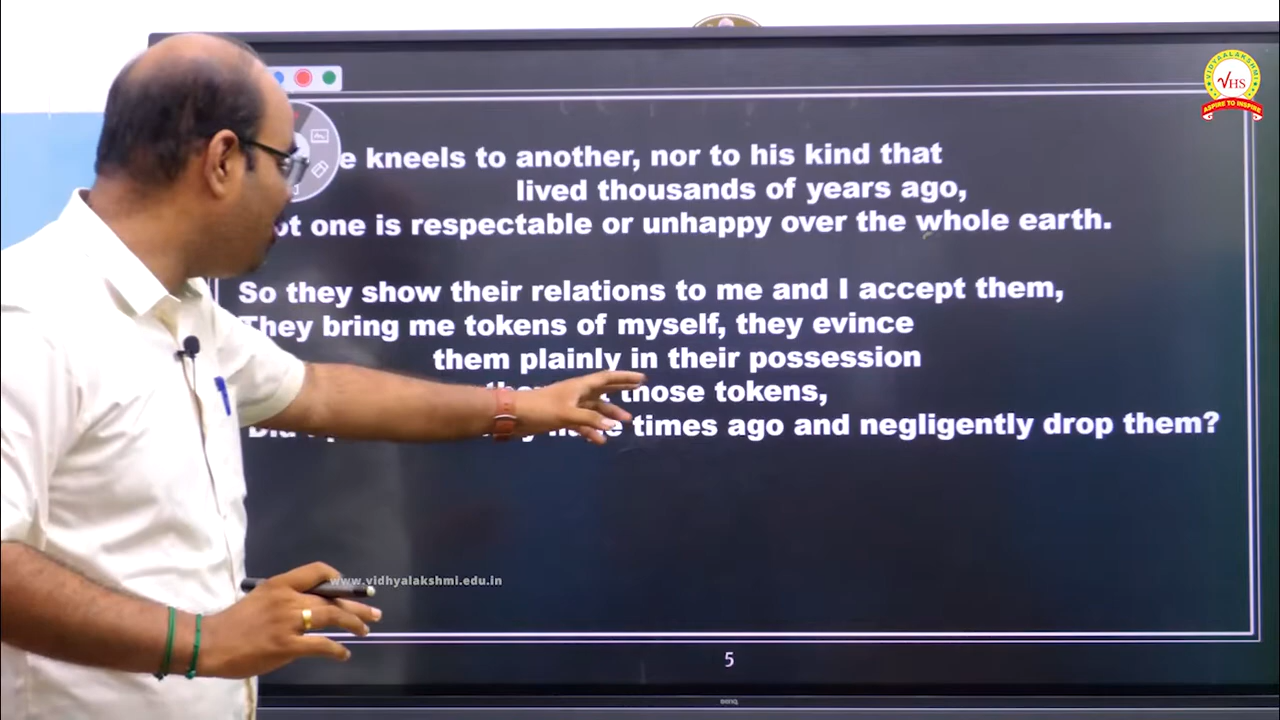 VIDYAALAKSHMI
VHS
ASPIRE TO INSPIRE
kneels to another, nor to his kind that
lived thousands of years ago,
one is respectable or unhappy over the whole earth.
So they show their relations to me and I accept them,
They bring me tokens of myself, they evince
them plainly in their possession
those tokens,
times ago and negligently drop them?
www.vidhyalakshmi.edu.in
5
BenQ